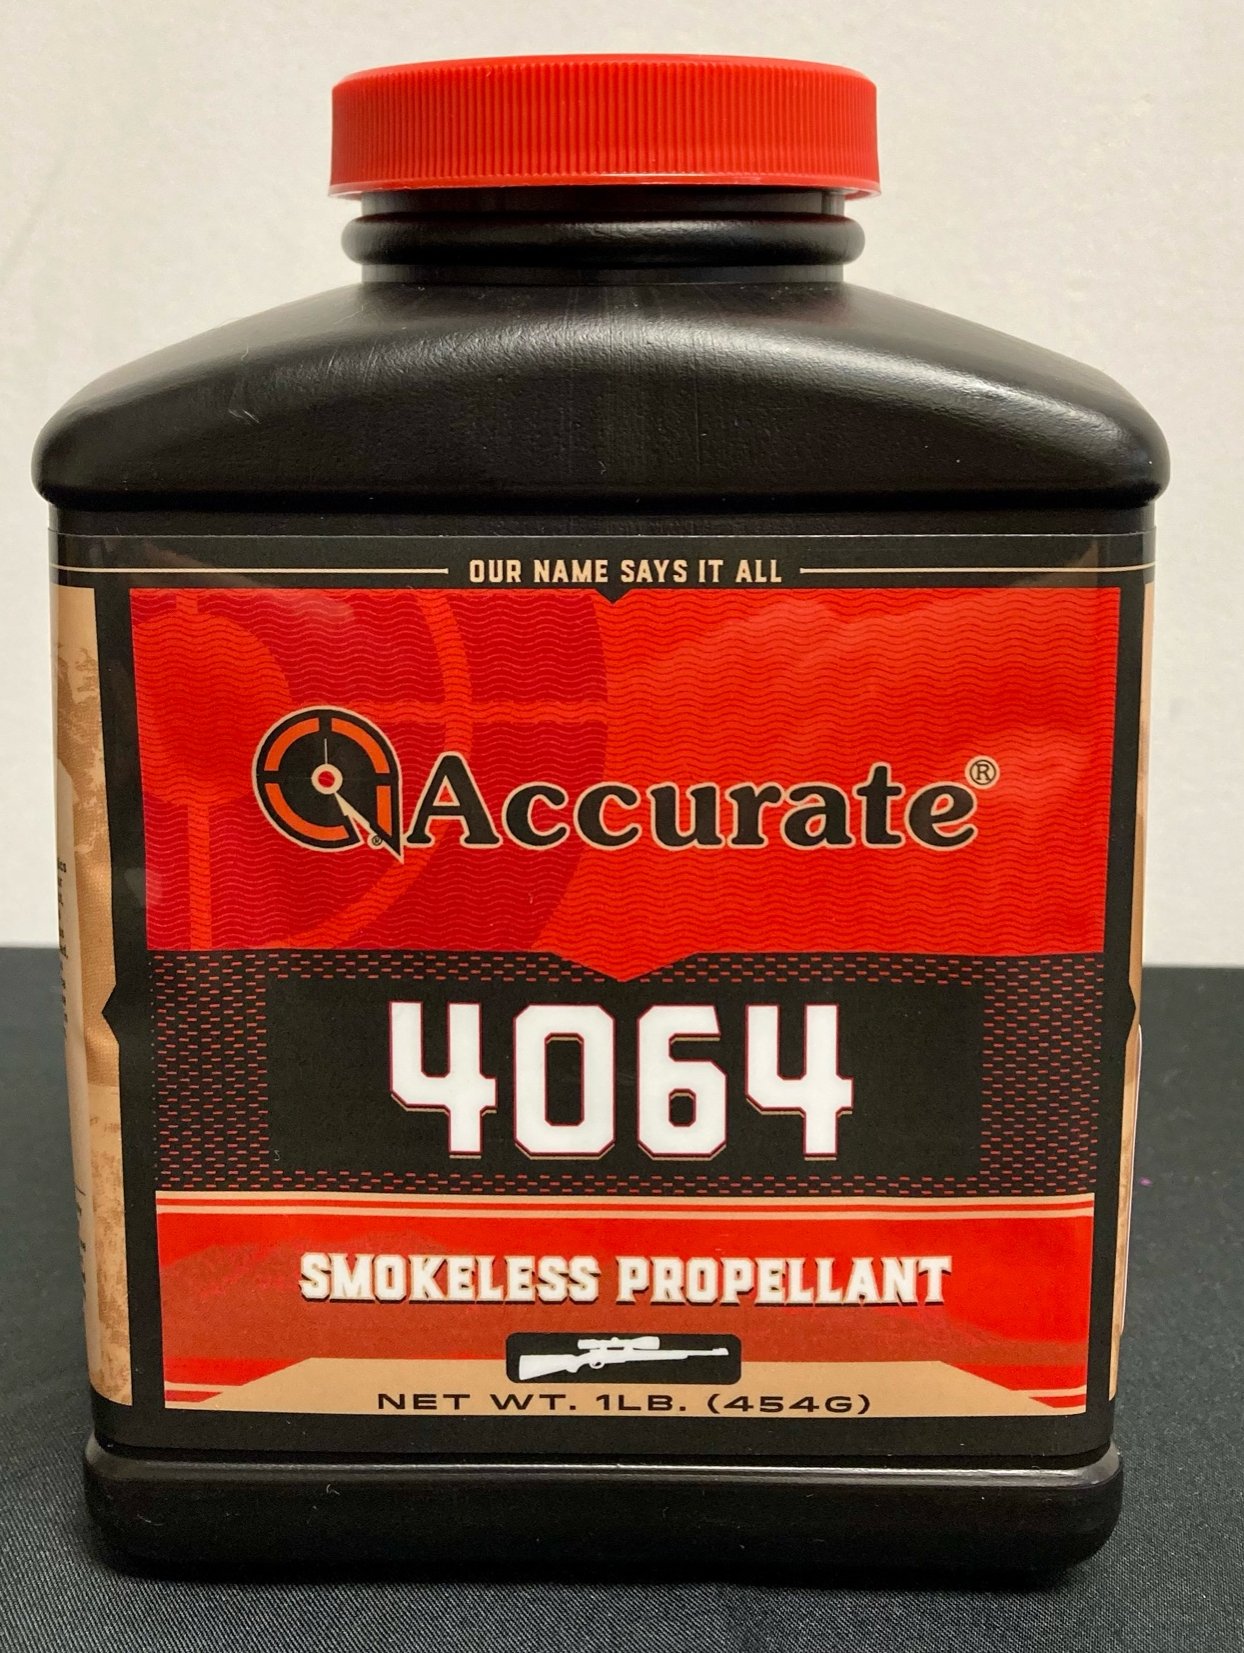 OUR NAME SAYS IT ALL
Accurate®
4064
SMOKELESS PROPELLANT
NET WT. 1LB. (454G)